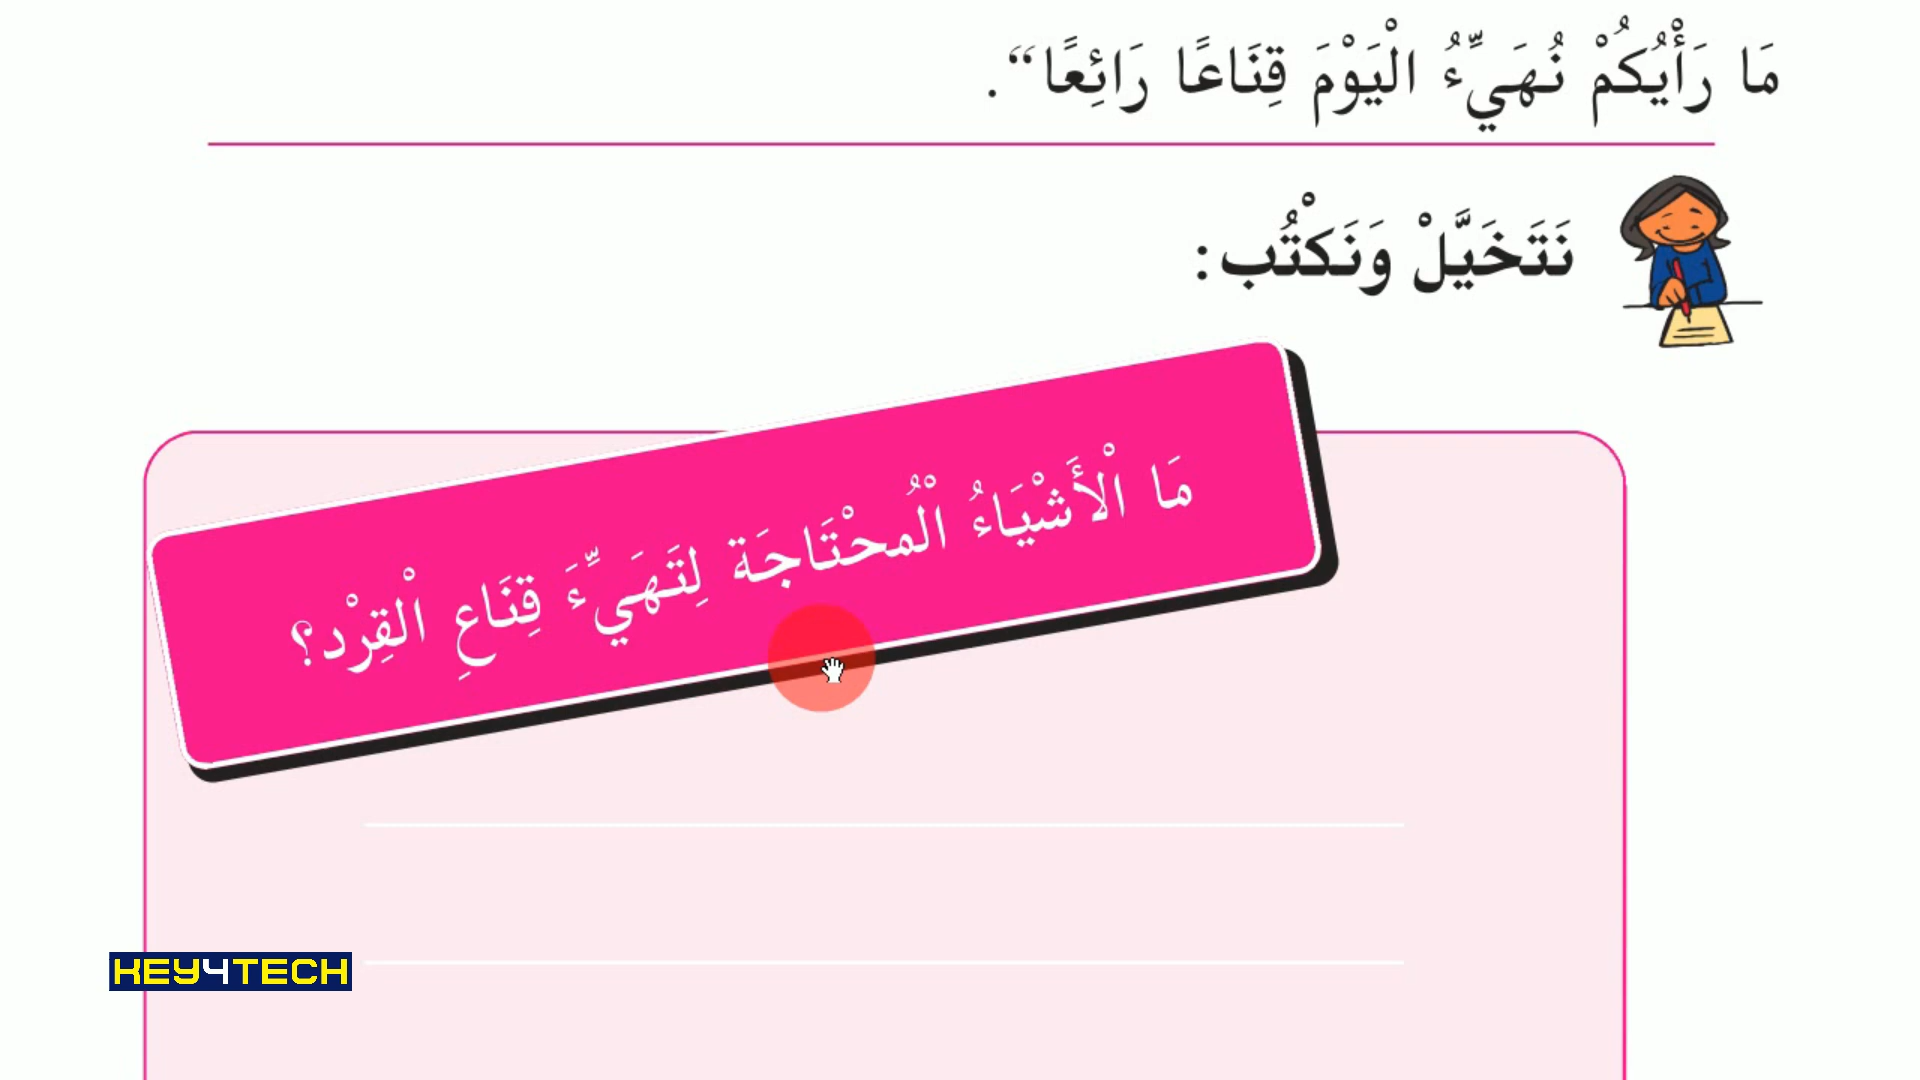 مَا رَأْيُكُمْ نُهَيِّءُ الْيَوْمَ قِنَاعًا رَائِعًا“.
نَتَخَيَّلْ وَنَكْتُب:
مَا الْأَشْيَاءُ الْمُحْتَاجَة لِتَهَيِّءَ قِنَاعِ الْقِرْد؟
KEY4TECH